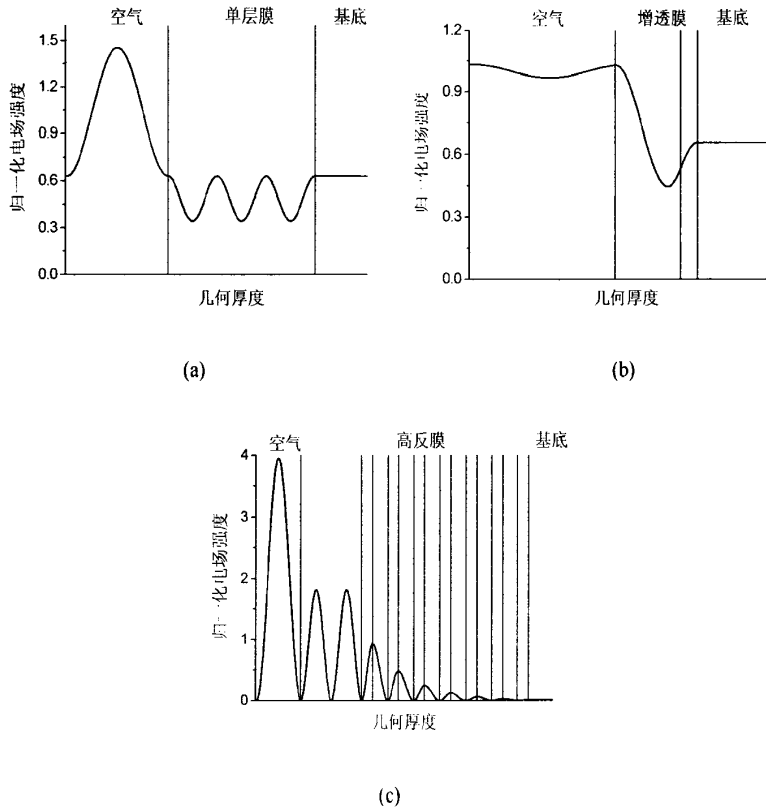 空气 单层膜 基底
1.5
1.2
0.9
0.6
0.3
0.0
归一化电场强度
几何厚度
(a)
空气 增透膜 基底
1.2
0.9
0.6
0.3
0.0
归一化电场强度
几何厚度
(b)
空气 高反膜 基底
4
3
2
1
0
归一化电场强度
几何厚度
(c)